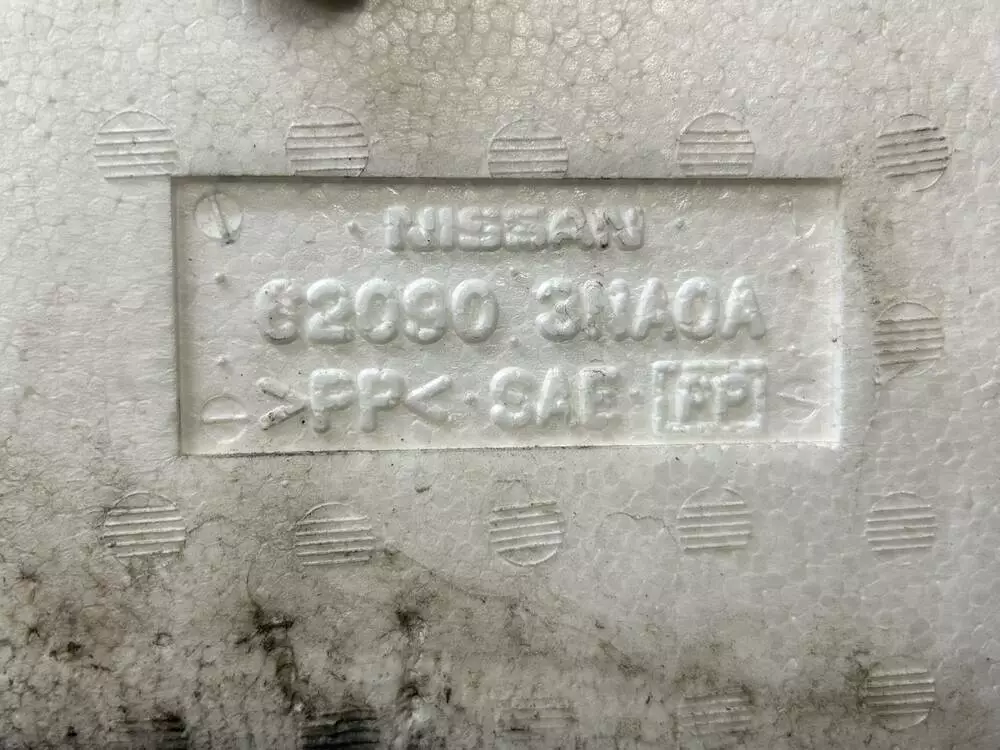 NISSAN
62090 3NA0A
>PP< · SAE · PP